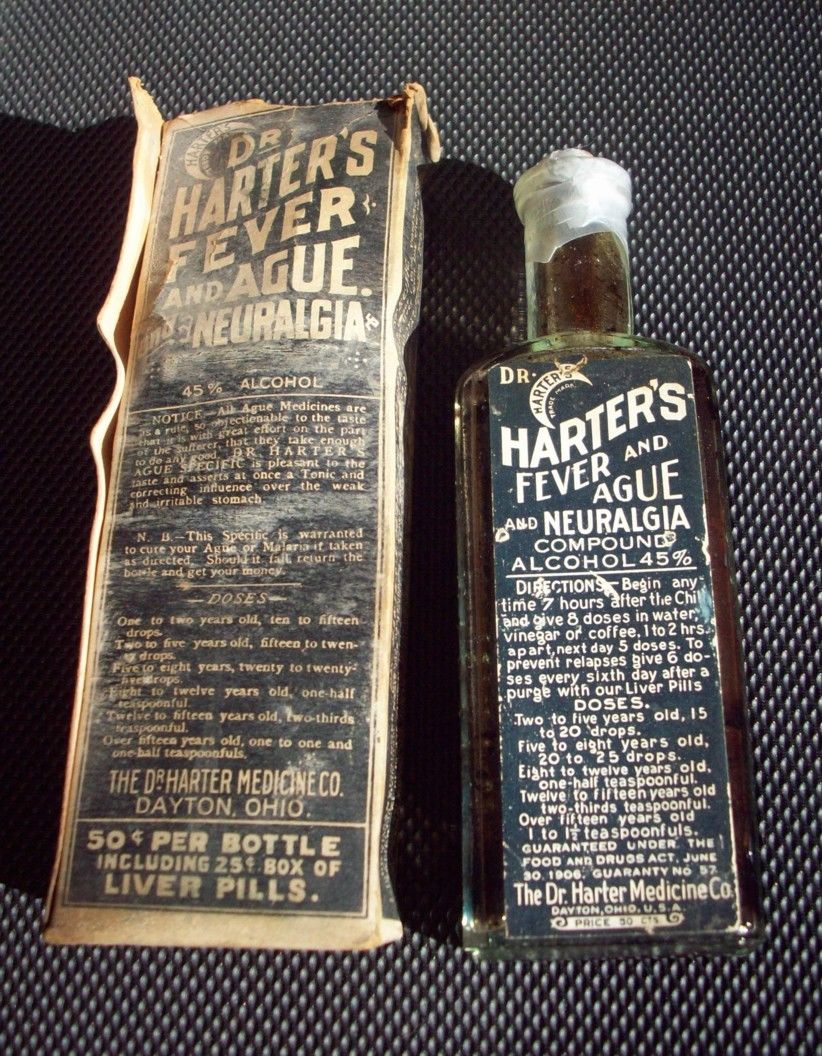 HARTER'S
DR.
HARTER'S
FEVER
AND AGUE.
NEURALGIA
45% ALCOHOL
NOTICE.—All Ague Medicines are
as a rule, so objectionable to the taste
that it is with great effort on the part
of the sufferer, that they take enough
to do any good. DR. HARTER'S
AGUE SPECIFIC is pleasant to the
taste and asserts at once a Tonic and
correcting influence over the weak
and irritable stomach.
N. B.—This Specific is warranted
to cure your Ague or Malaria if taken
as directed. Should it fail, return the
bottle and get your money.
—DOSES—
One to two years old, ten to fifteen
drops.
Two to five years old, fifteen to twen-
ty drops.
Five to eight years, twenty to twenty-
five drops.
Eight to twelve years old, one-half
teaspoonful.
Twelve to fifteen years old, two-thirds
teaspoonful.
Over fifteen years old, one to one and
one-half teaspoonfuls.
THE DR HARTER MEDICINE CO.
DAYTON, OHIO.
50¢ PER BOTTLE
INCLUDING 25¢ BOX OF
LIVER PILLS.
DR.
HARTER'S
TRADE MARK
HARTER'S
FEVER AND
AGUE
AND NEURALGIA
COMPOUND
ALCOHOL 45%
DIRECTIONS—Begin any
time 7 hours after the Chill
and give 8 doses in water,
vinegar or coffee, 1 to 2 hrs.
apart, next day 5 doses. To
prevent relapses give 6 do-
ses every sixth day after a
purge with our Liver Pills
DOSES.
Two to five years old, 15
to 20 drops.
Five to eight years old,
20 to 25 drops.
Eight to twelve years old,
one-half teaspoonful.
Twelve to fifteen years old
two-thirds teaspoonful.
Over fifteen years old
1 to 1½ teaspoonfuls.
GUARANTEED UNDER THE
FOOD AND DRUGS ACT, JUNE
30, 1906. GUARANTY NO 57.
The Dr. Harter Medicine Co.
DAYTON, OHIO, U.S.A.
PRICE 50 CTS